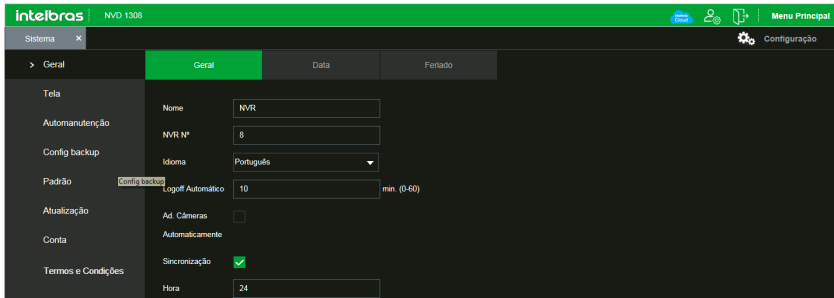 intelbras NVD 1308 intelbras Cloud Menu Principal
Sistema × Configuração
> Geral
Tela
Automanutenção
Config backup
Padrão
Config backup
Atualização
Conta
Termos e Condições
Geral Data Feriado
Nome NVR
NVR Nº 8
Idioma Português
Logoff Automático 10 min. (0-60)
Ad. Câmeras
Automaticamente
Sincronização
Hora 24